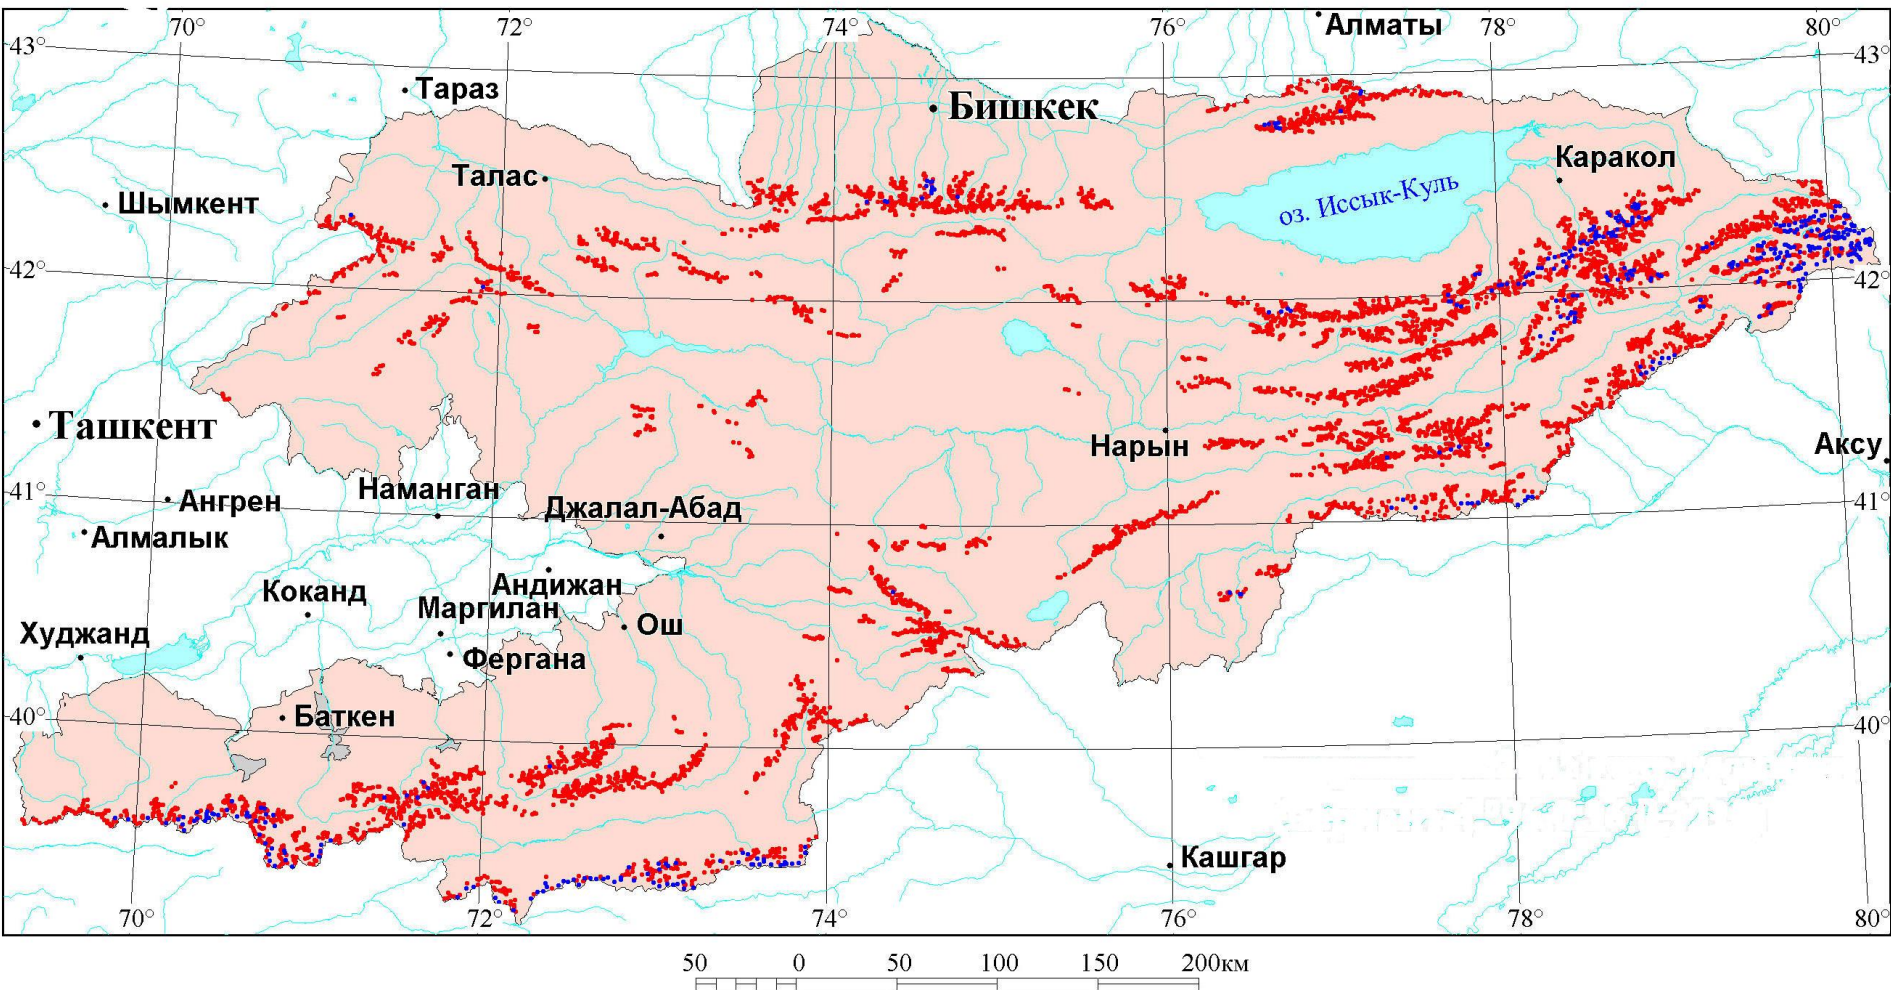 70° 72° 74° 76° 78° 80°
Алматы
43° 43°
Тараз
Бишкек
Каракол
Талас
оз. Иссык-Куль
Шымкент
42° 42°
Ташкент
Нарын
Аксу
41° 41°
Наманган
Ангрен
Джалал-Абад
Алмалык
Андижан
Коканд
Маргилан
Худжанд
Ош
Фергана
40° 40°
Баткен
Кашгар
70° 72° 74° 76° 78° 80°
50 0 50 100 150 200км